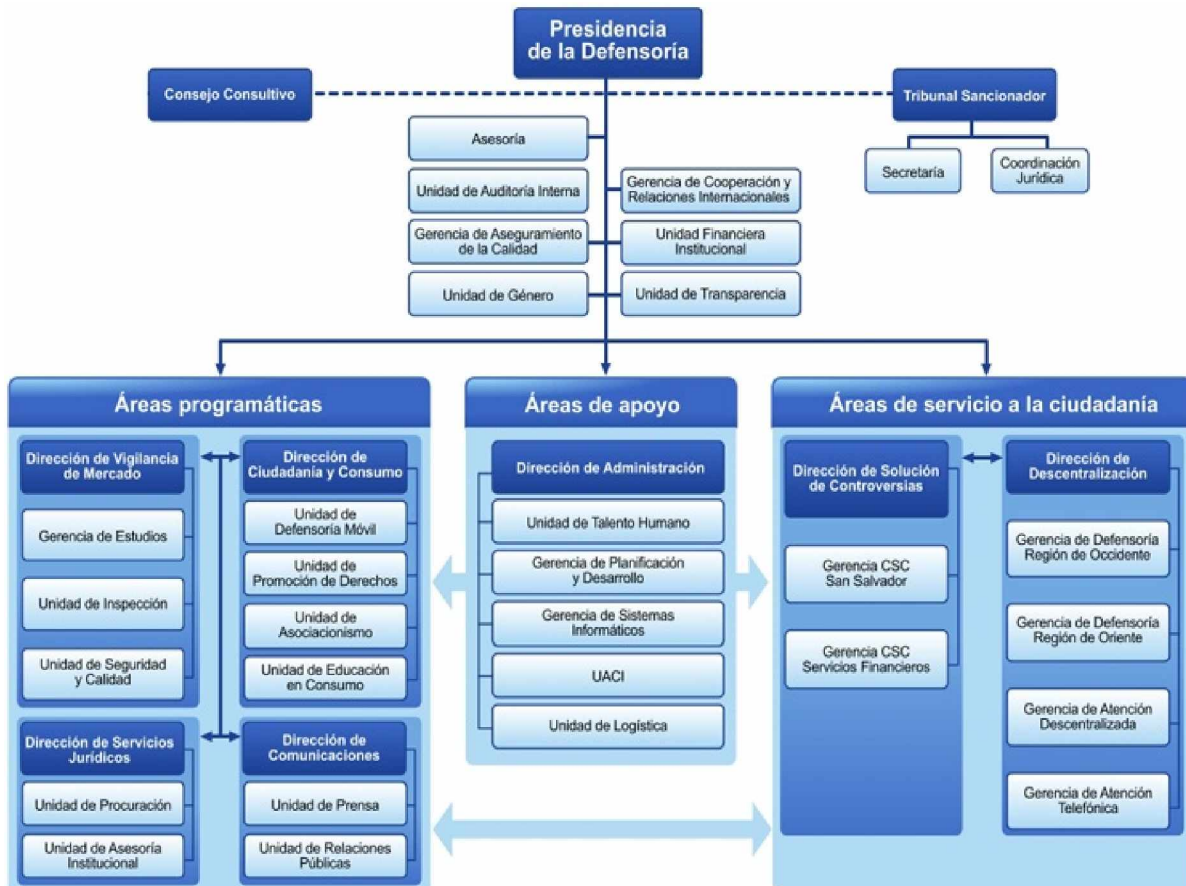 Presidencia
de la Defensoría
Consejo Consultivo
Tribunal Sancionador
Asesoría
Secretaría
Coordinación
Jurídica
Unidad de Auditoría Interna
Gerencia de Cooperación y
Relaciones Internacionales
Gerencia de Aseguramiento
de la Calidad
Unidad Financiera
Institucional
Unidad de Género
Unidad de Transparencia
Áreas programáticas
Dirección de Vigilancia
de Mercado
Gerencia de Estudios
Unidad de Inspección
Unidad de Seguridad
y Calidad
Dirección de
Ciudadanía y Consumo
Unidad de
Defensoría Móvil
Unidad de
Promoción de Derechos
Unidad de
Asociacionismo
Unidad de Educación
en Consumo
Dirección de Servicios
Jurídicos
Unidad de Procuración
Unidad de Asesoría
Institucional
Dirección de
Comunicaciones
Unidad de Prensa
Unidad de Relaciones
Públicas
Áreas de apoyo
Dirección de Administración
Unidad de Talento Humano
Gerencia de Planificación
y Desarrollo
Gerencia de Sistemas
Informáticos
UACI
Unidad de Logística
Áreas de servicio a la ciudadanía
Dirección de Solución
de Controversias
Gerencia CSC
San Salvador
Gerencia CSC
Servicios Financieros
Dirección de
Descentralización
Gerencia de Defensoría
Región de Occidente
Gerencia de Defensoría
Región de Oriente
Gerencia de Atención
Descentralizada
Gerencia de Atención
Telefónica